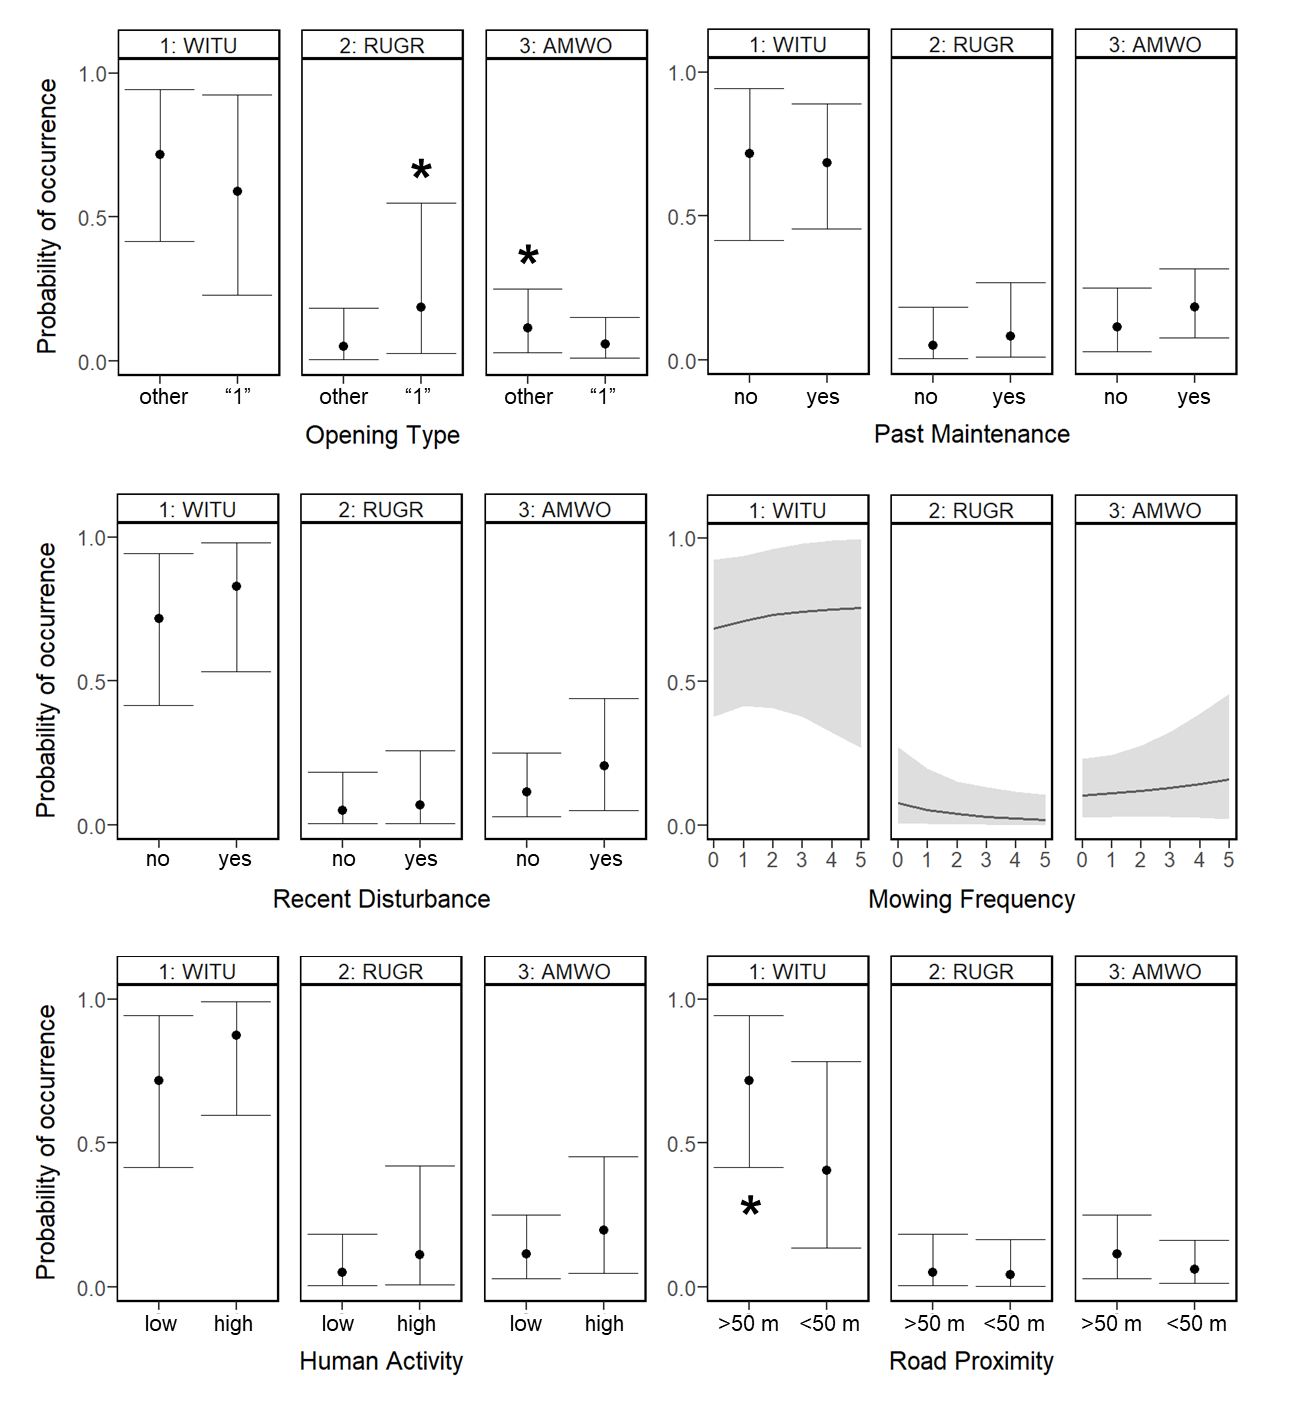 1: WITU 2: RUGR 3: AMWO
Probability of occurrence
1.0
0.5
0.0
*
*
other “1” other “1” other “1”
Opening Type
1: WITU 2: RUGR 3: AMWO
1.0
0.5
0.0
no yes no yes no yes
Past Maintenance
1: WITU 2: RUGR 3: AMWO
Probability of occurrence
1.0
0.5
0.0
no yes no yes no yes
Recent Disturbance
1: WITU 2: RUGR 3: AMWO
1.0
0.5
0.0
0 1 2 3 4 5 0 1 2 3 4 5 0 1 2 3 4 5
Mowing Frequency
1: WITU 2: RUGR 3: AMWO
Probability of occurrence
1.0
0.5
0.0
low high low high low high
Human Activity
1: WITU 2: RUGR 3: AMWO
1.0
0.5
0.0
*
>50 m <50 m >50 m <50 m >50 m <50 m
Road Proximity